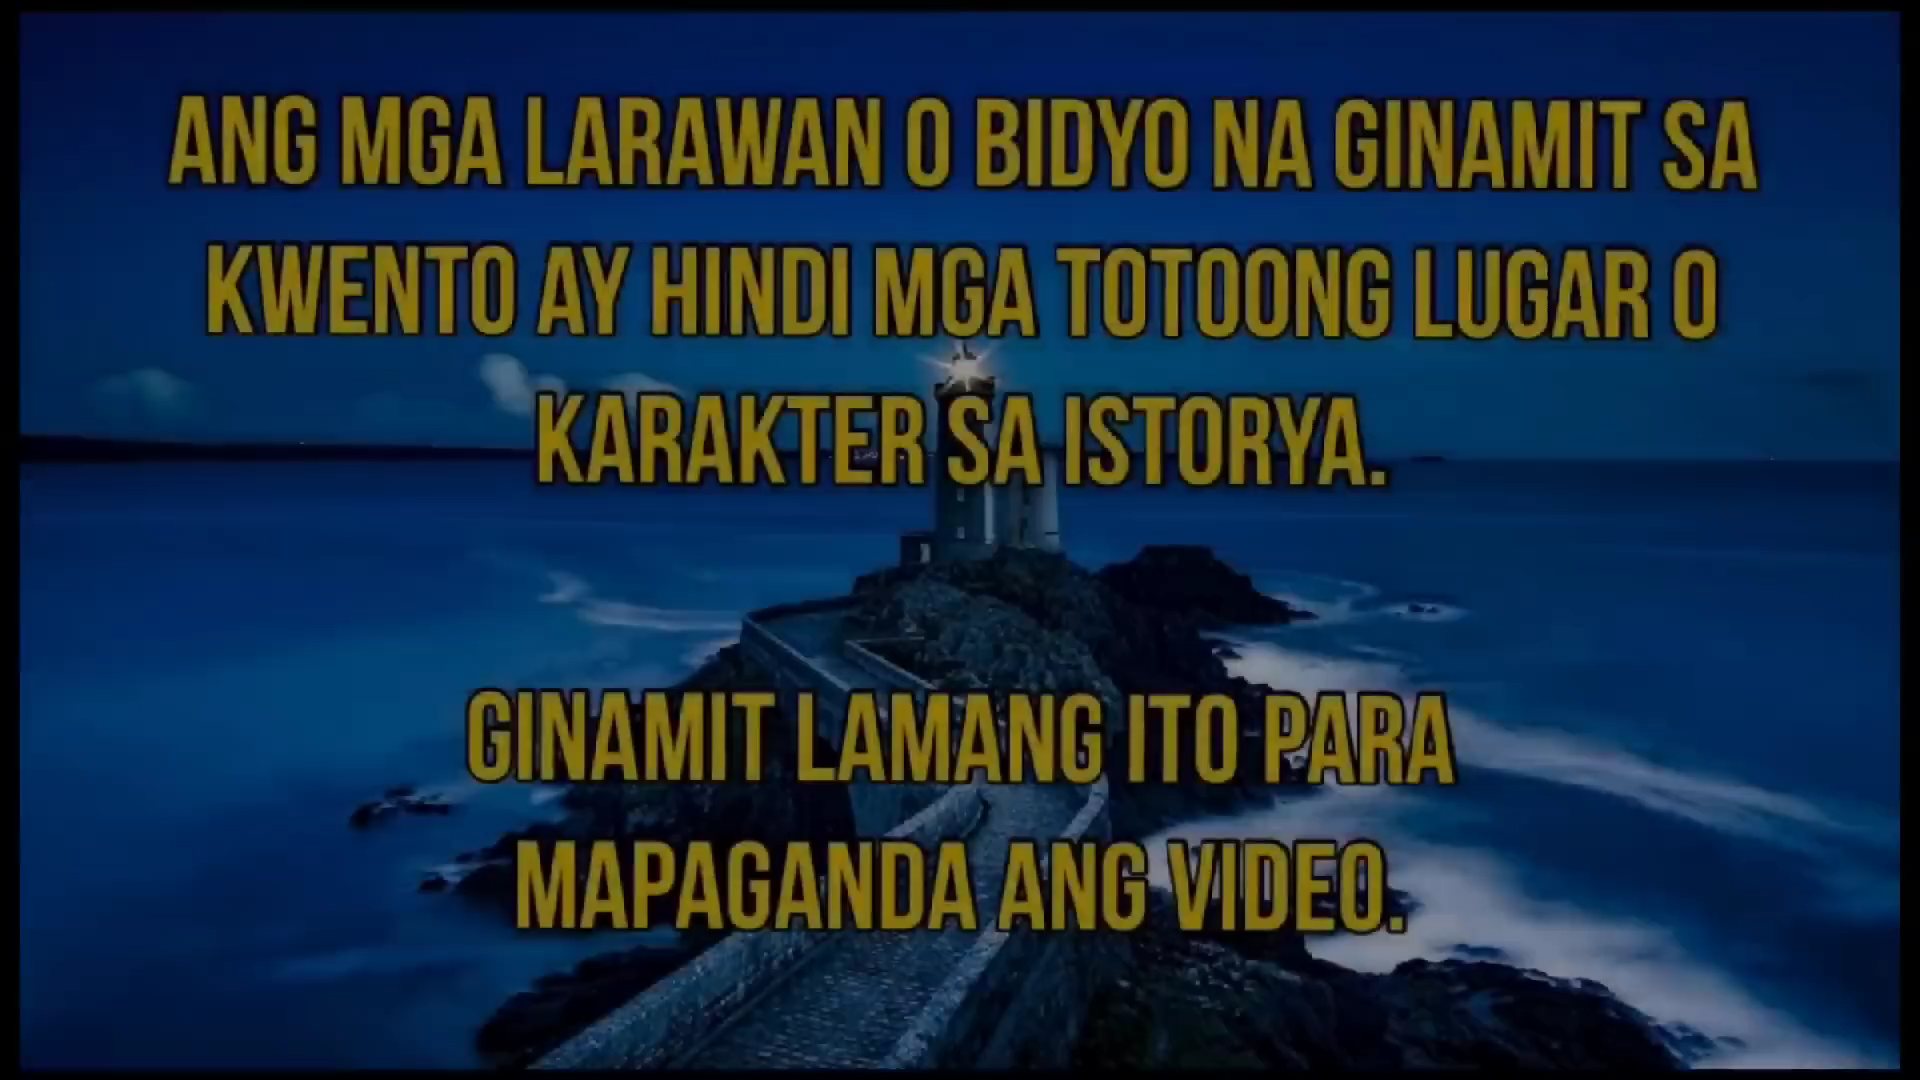 ANG MGA LARAWAN O BIDYO NA GINAMIT SA
KWENTO AY HINDI MGA TOTOONG LUGAR O
KARAKTER SA ISTORYA.
GINAMIT LAMANG ITO PARA
MAPAGANDA ANG VIDEO.